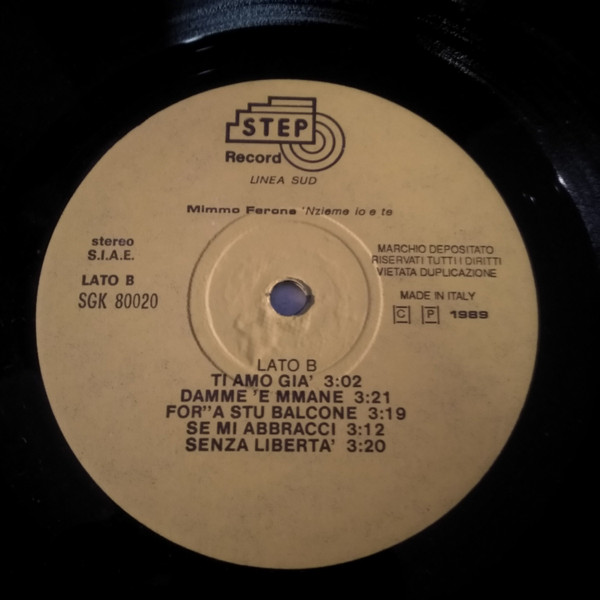 STEP
Record
LINEA SUD
Mimmo Ferone 'Nzieme io e te
stereo
S.I.A.E.
LATO B
SGK 80020
MARCHIO DEPOSITATO
RISERVATI TUTTI I DIRITTI
VIETATA DUPLICAZIONE
MADE IN ITALY
C P 1989
LATO B
TI AMO GIA' 3:02
DAMME 'E MMANE 3:21
FOR''A STU BALCONE 3:19
SE MI ABBRACCI 3:12
SENZA LIBERTA' 3:20